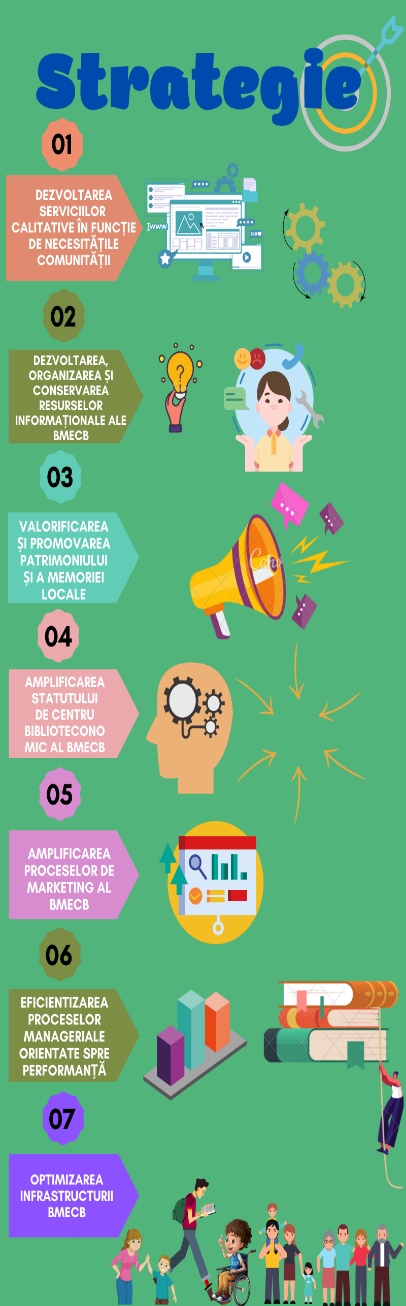 Strategie
01
DEZVOLTAREA
SERVICIILOR
CALITATIVE ÎN FUNCȚIE
DE NECESITĂȚILE
COMUNITĂȚII
www
02
DEZVOLTAREA,
ORGANIZAREA ȘI
CONSERVAREA
RESURSELOR
INFORMAȚIONALE ALE
BMECB
?
03
VALORIFICAREA
ȘI PROMOVAREA
PATRIMONIULUI
ȘI A MEMORIEI
LOCALE
04
AMPLIFICAREA
STATUTULUI
DE CENTRU
BIBLIOTECONO
MIC AL BMECB
05
AMPLIFICAREA
PROCESELOR DE
MARKETING AL
BMECB
06
EFICIENTIZAREA
PROCESELOR
MANAGERIALE
ORIENTATE SPRE
PERFORMANȚĂ
07
OPTIMIZAREA
INFRASTRUCTURII
BMECB